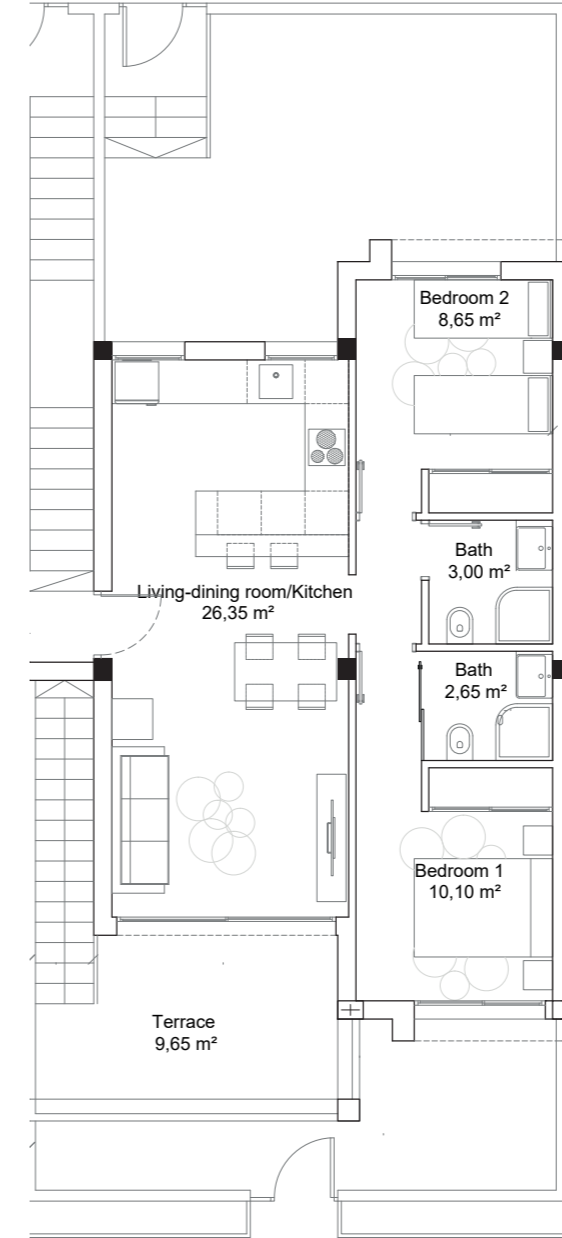 Bedroom 2
8,65 m²
Bath
3,00 m²
Living-dining room/Kitchen
26,35 m²
Bath
2,65 m²
Bedroom 1
10,10 m²
Terrace
9,65 m²